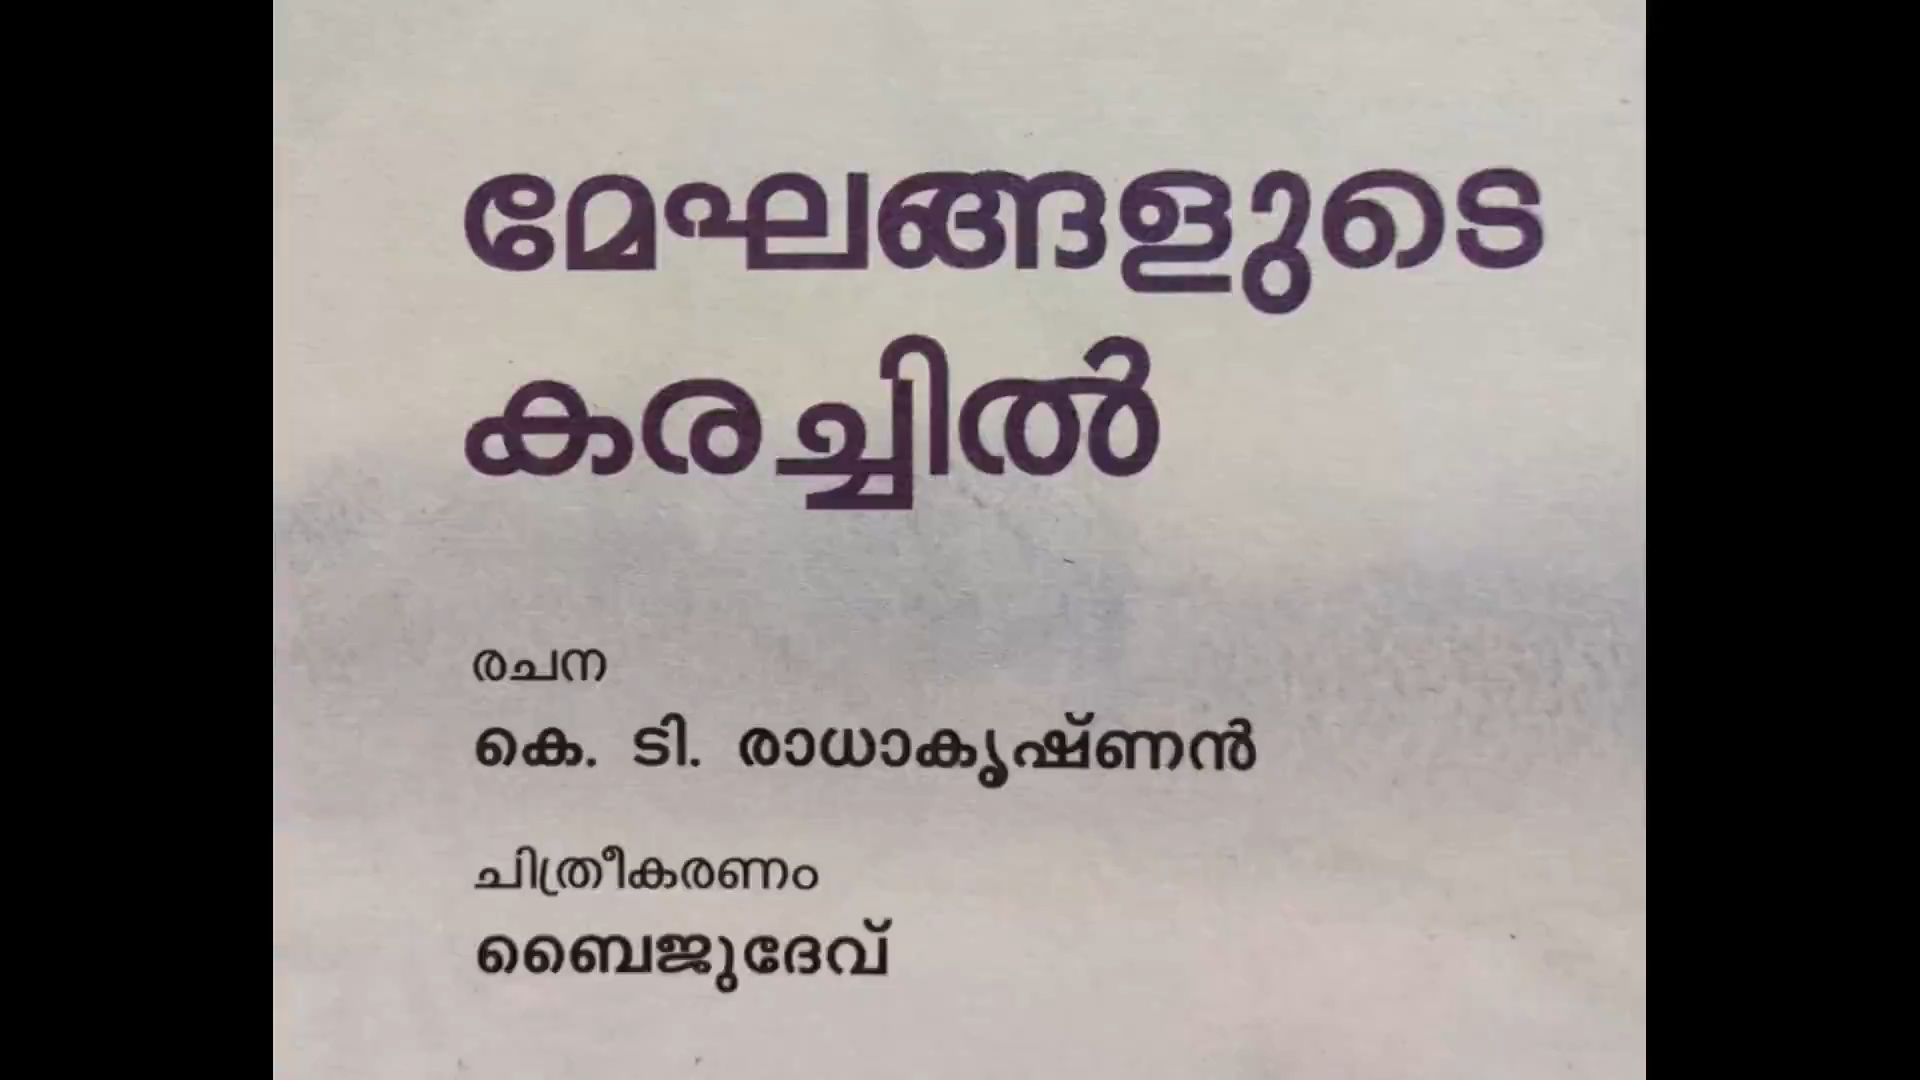 മേഘങ്ങളുടെ
കരച്ചിൽ
രചന
കെ. ടി. രാധാകൃഷ്ണൻ
ചിത്രീകരണം
ബൈജുദേവ്